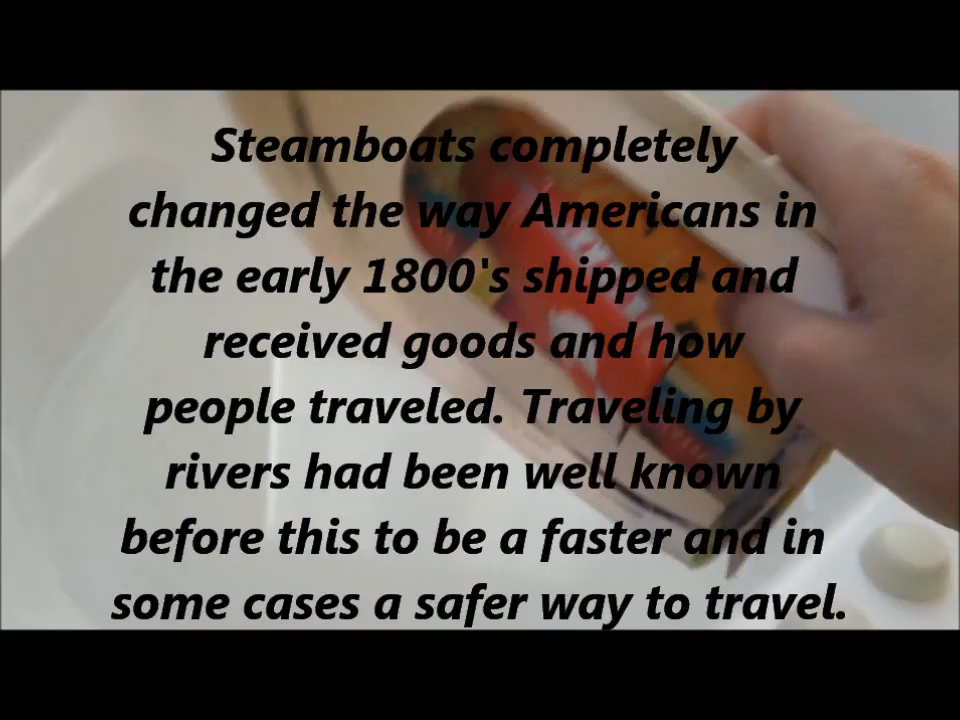 Steamboats completely
changed the way Americans in
the early 1800's shipped and
received goods and how
people traveled. Traveling by
rivers had been well known
before this to be a faster and in
some cases a safer way to travel.